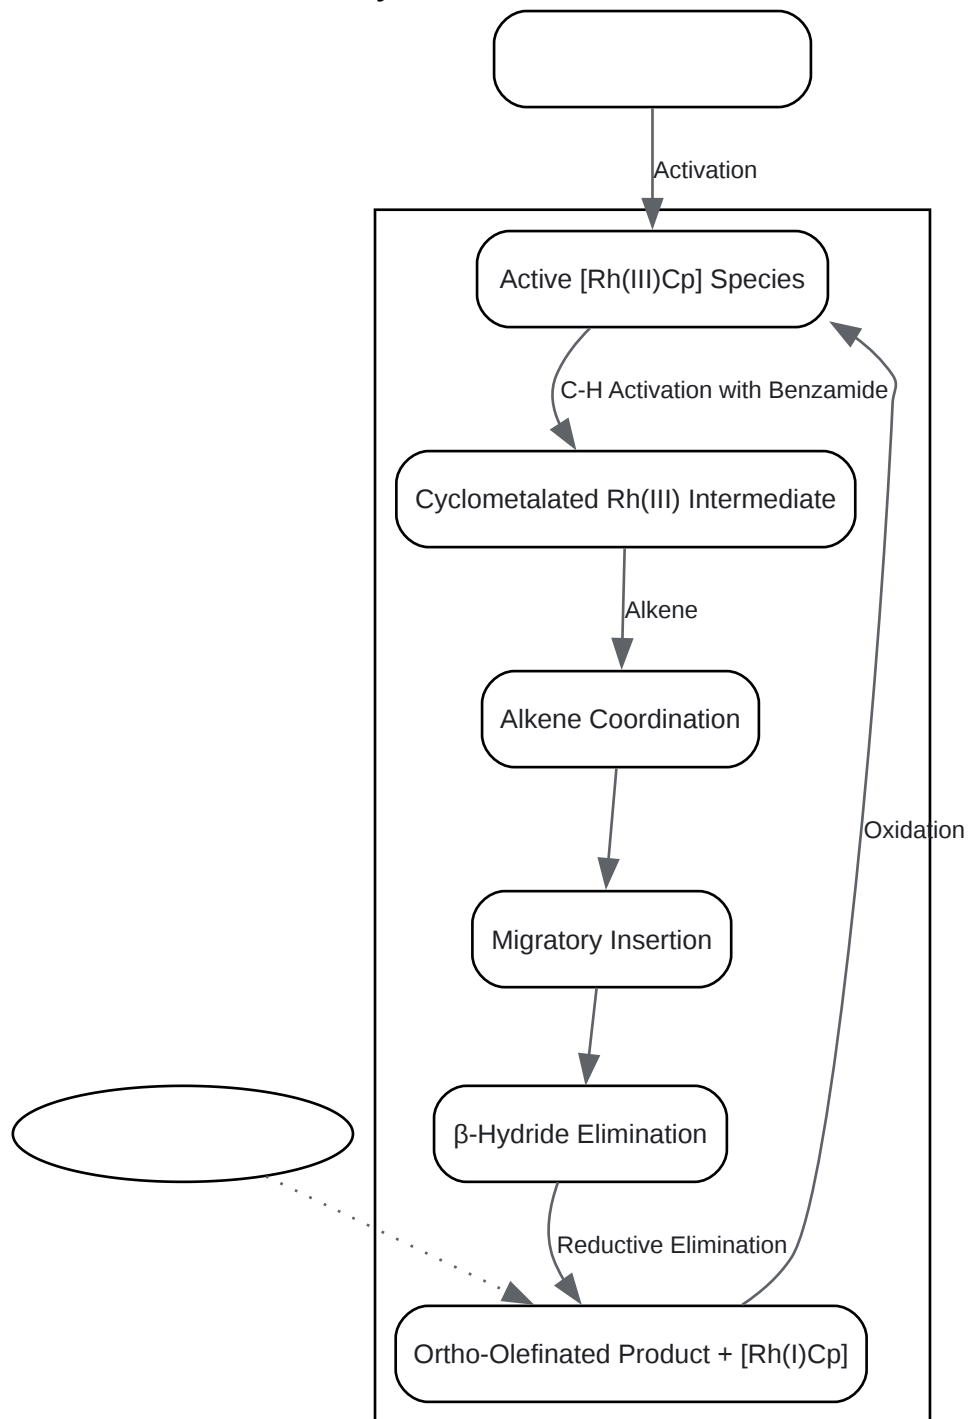 Activation
Active [Rh(III)Cp] Species
C-H Activation with Benzamide
Cyclometalated Rh(III) Intermediate
Alkene
Alkene Coordination
Oxidation
Migratory Insertion
β-Hydride Elimination
Reductive Elimination
Ortho-Olefinated Product + [Rh(I)Cp]